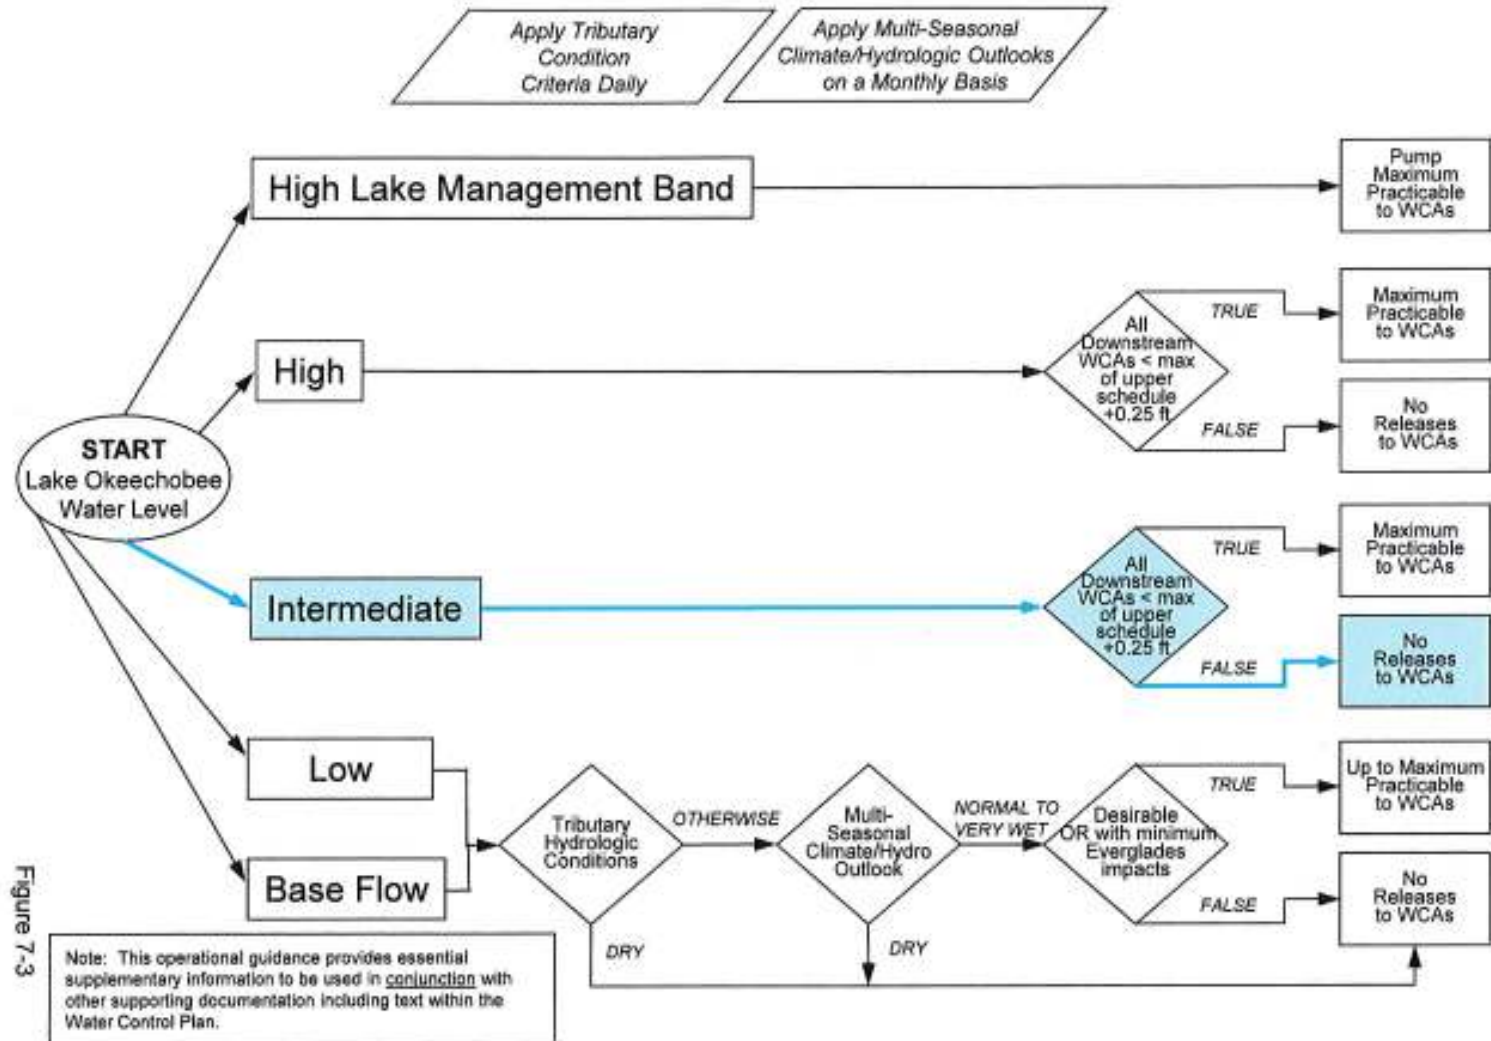 Apply Tributary
Condition
Criteria Daily
Apply Multi-Seasonal
Climate/Hydrologic Outlooks
on a Monthly Basis
High Lake Management Band
Pump
Maximum
Practicable
to WCAs
High
All
Downstream
WCAs < max
of upper
schedule
+0.25 ft
TRUE
Maximum
Practicable
to WCAs
FALSE
No
Releases
to WCAs
START
Lake Okeechobee
Water Level
Intermediate
All
Downstream
WCAs < max
of upper
schedule
+0.25 ft
TRUE
Maximum
Practicable
to WCAs
FALSE
No
Releases
to WCAs
Low
Base Flow
Tributary
Hydrologic
Conditions
OTHERWISE
DRY
Multi-
Seasonal
Climate/Hydro
Outlook
NORMAL TO
VERY WET
DRY
Desirable
OR with minimum
Everglades
impacts
TRUE
Up to Maximum
Practicable
to WCAs
FALSE
No
Releases
to WCAs
Figure 7-3
Note: This operational guidance provides essential
supplementary information to be used in conjunction with
other supporting documentation including text within the
Water Control Plan.